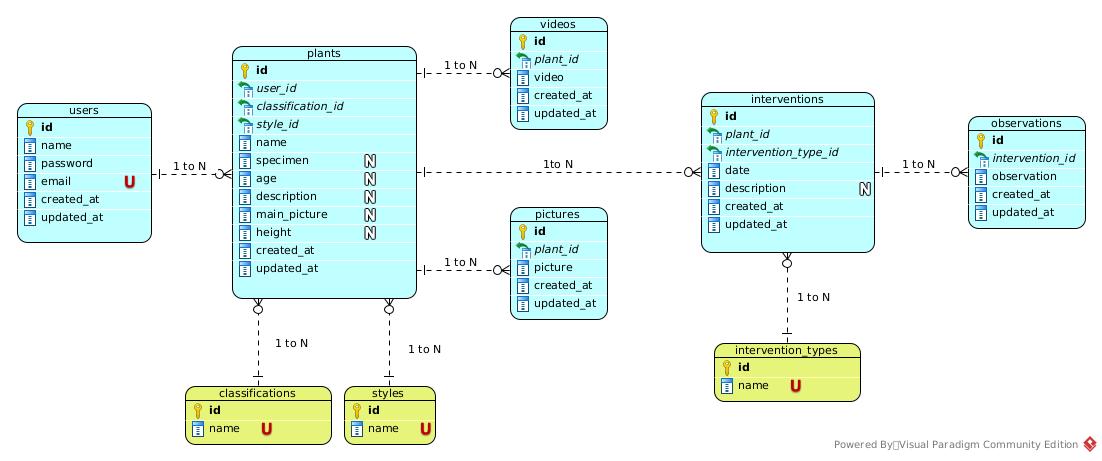 users
id
name
password
email U
created_at
updated_at
1 to N
plants
id
user_id
classification_id
style_id
name
specimen N
age N
description N
main_picture N
height N
created_at
updated_at
1 to N
videos
id
plant_id
video
created_at
updated_at
1to N
1 to N
pictures
id
plant_id
picture
created_at
updated_at
interventions
id
plant_id
intervention_type_id
date
description N
created_at
updated_at
1 to N
observations
id
intervention_id
observation
created_at
updated_at
1 to N
intervention_types
id
name U
1 to N
classifications
id
name U
1 to N
styles
id
name U
Powered By Visual Paradigm Community Edition